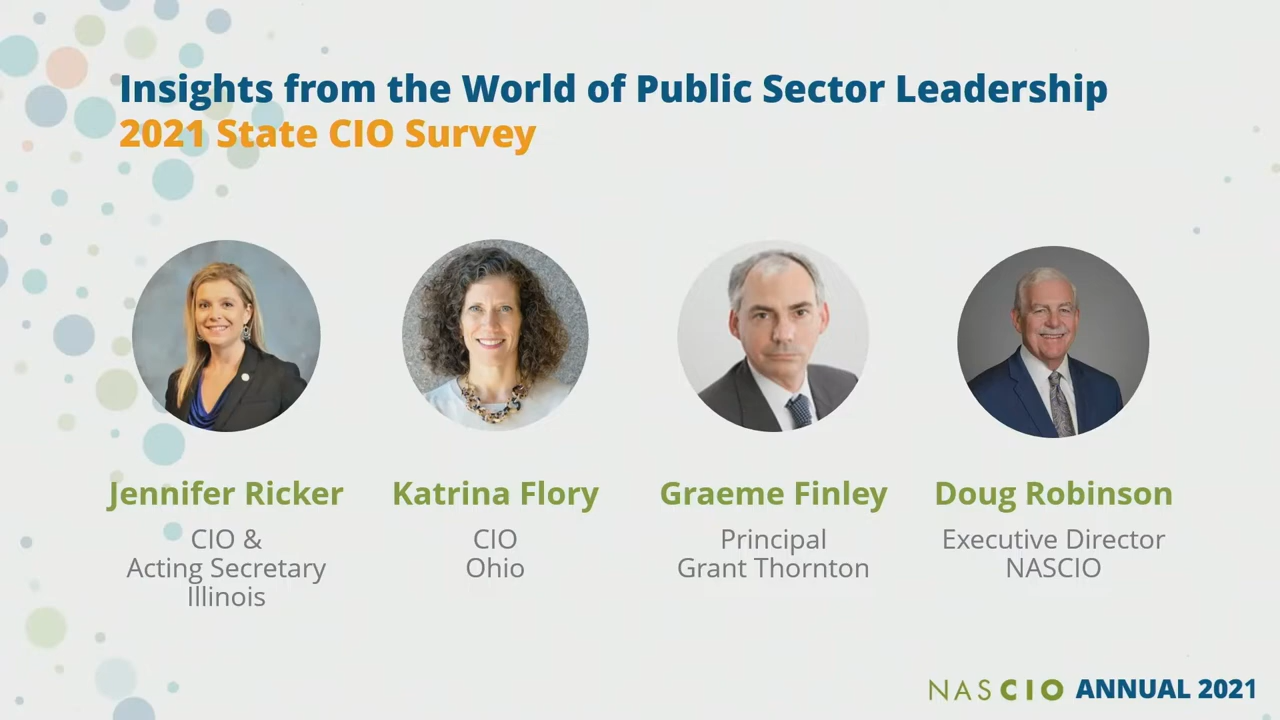 Insights from the World of Public Sector Leadership
2021 State CIO Survey
Jennifer Ricker
CIO &
Acting Secretary
Illinois
Katrina Flory
CIO
Ohio
Graeme Finley
Principal
Grant Thornton
Doug Robinson
Executive Director
NASCIO
NASCIO ANNUAL 2021